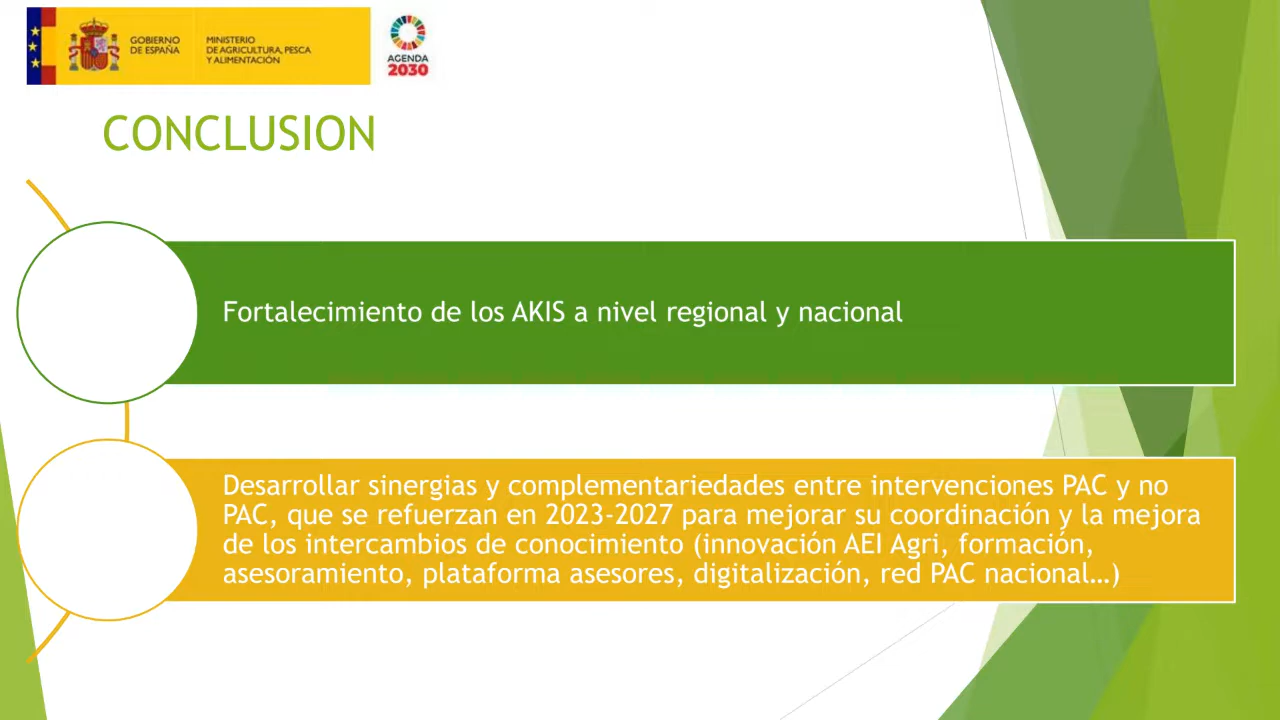 GOBIERNO
DE ESPAÑA
MINISTERIO
DE AGRICULTURA, PESCA
Y ALIMENTACIÓN
AGENDA
2030
CONCLUSION
Fortalecimiento de los AKIS a nivel regional y nacional
Desarrollar sinergias y complementariedades entre intervenciones PAC y no
PAC, que se refuerzan en 2023-2027 para mejorar su coordinación y la mejora
de los intercambios de conocimiento (innovación AEI Agri, formación,
asesoramiento, plataforma asesores, digitalización, red PAC nacional…)